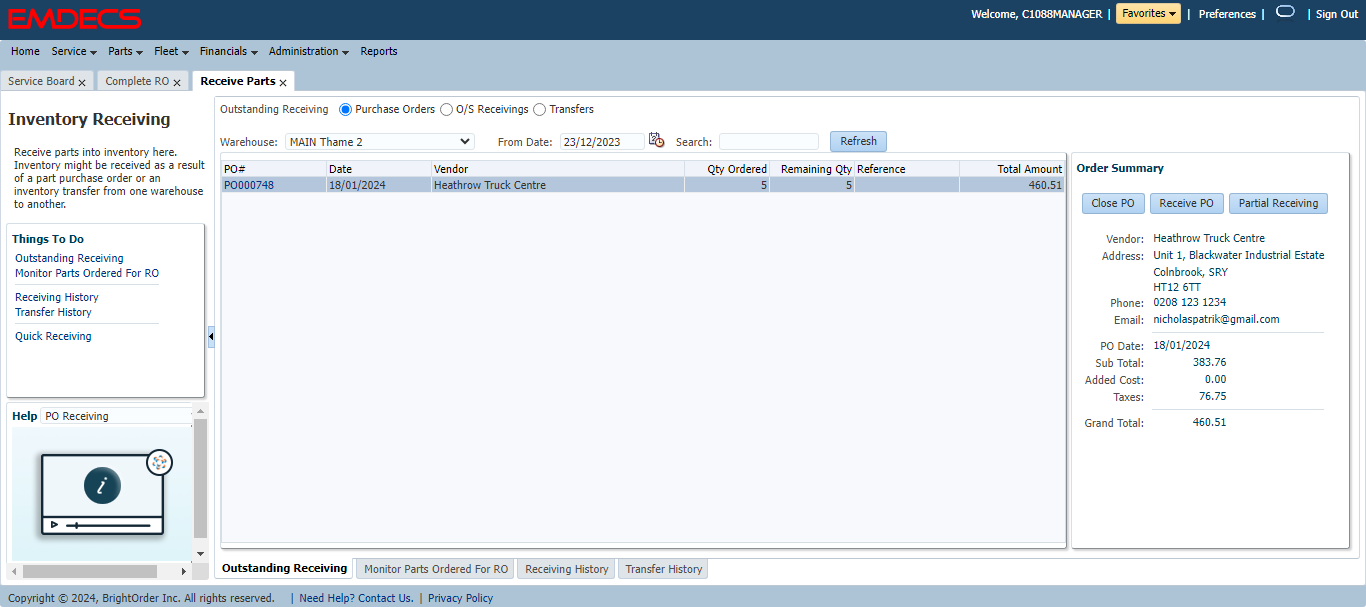 EMDECS
Welcome, C1088MANAGER | Favorites | Preferences | | Sign Out
Home Service Parts Fleet Financials Administration Reports
Service Board x Complete RO x Receive Parts x
Inventory Receiving
Receive parts into inventory here.
Inventory might be received as a result
of a part purchase order or an
inventory transfer from one warehouse
to another.
Things To Do
Outstanding Receiving
Monitor Parts Ordered For RO
Receiving History
Transfer History
Quick Receiving
Help PO Receiving
i
Outstanding Receiving Purchase Orders O/S Receivings Transfers
Warehouse: MAIN Thame 2 From Date: 23/12/2023 Search: Refresh
PO# Date Vendor Qty Ordered Remaining Qty Reference Total Amount
PO000748 18/01/2024 Heathrow Truck Centre 5 5 460.51
Order Summary
Close PO Receive PO Partial Receiving
Vendor: Heathrow Truck Centre
Address: Unit 1, Blackwater Industrial Estate
Colnbrook, SRY
HT12 6TT
Phone: 0208 123 1234
Email: nicholaspatrik@gmail.com
PO Date: 18/01/2024
Sub Total: 383.76
Added Cost: 0.00
Taxes: 76.75
Grand Total: 460.51
Outstanding Receiving Monitor Parts Ordered For RO Receiving History Transfer History
Copyright © 2024, BrightOrder Inc. All rights reserved. | Need Help? Contact Us. | Privacy Policy